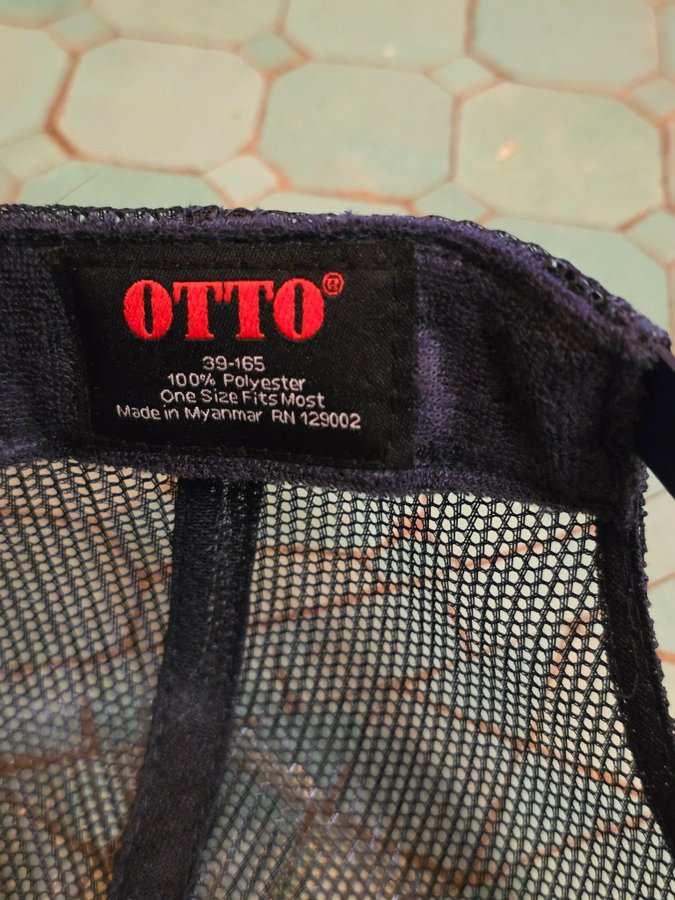 OTTO®
39-165
100% Polyester
One Size Fits Most
Made in Myanmar RN 129002